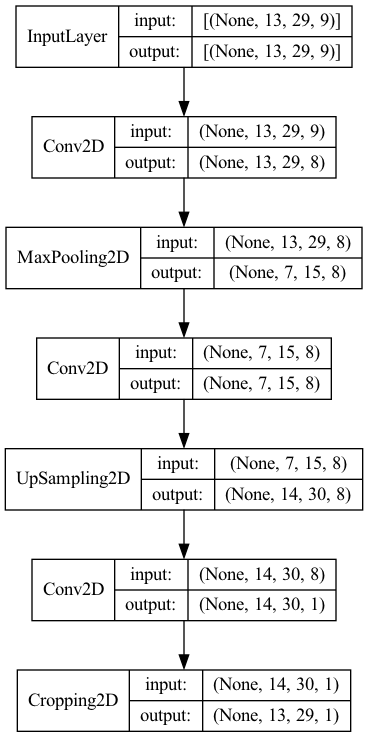 InputLayer input: [(None, 13, 29, 9)]
output: [(None, 13, 29, 9)]
Conv2D input: (None, 13, 29, 9)
output: (None, 13, 29, 8)
MaxPooling2D input: (None, 13, 29, 8)
output: (None, 7, 15, 8)
Conv2D input: (None, 7, 15, 8)
output: (None, 7, 15, 8)
UpSampling2D input: (None, 7, 15, 8)
output: (None, 14, 30, 8)
Conv2D input: (None, 14, 30, 8)
output: (None, 14, 30, 1)
Cropping2D input: (None, 14, 30, 1)
output: (None, 13, 29, 1)